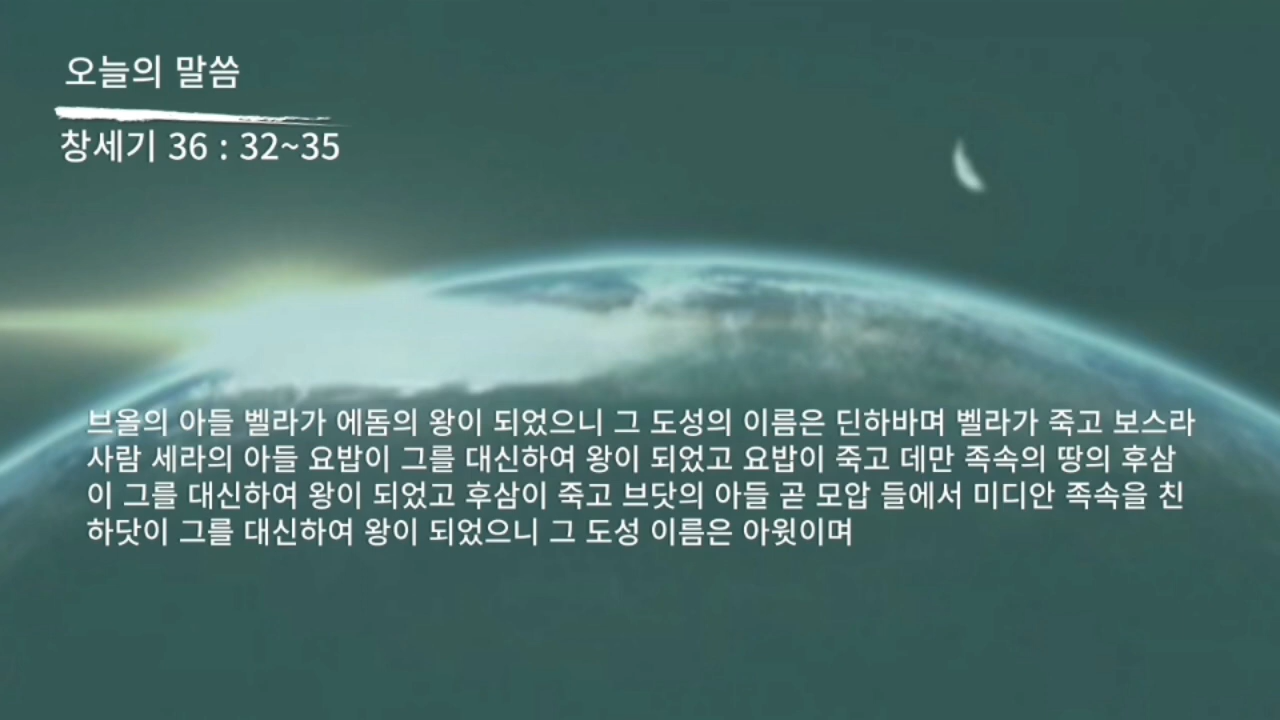 오늘의 말씀
창세기 36 : 32~35
브올의 아들 벨라가 에돔의 왕이 되었으니 그 도성의 이름은 딘하바며 벨라가 죽고 보스라
사람 세라의 아들 요밥이 그를 대신하여 왕이 되었고 요밥이 죽고 데만 족속의 땅의 후삼
이 그를 대신하여 왕이 되었고 후삼이 죽고 브닷의 아들 곧 모압 들에서 미디안 족속을 친
하닷이 그를 대신하여 왕이 되었으니 그 도성 이름은 아윗이며